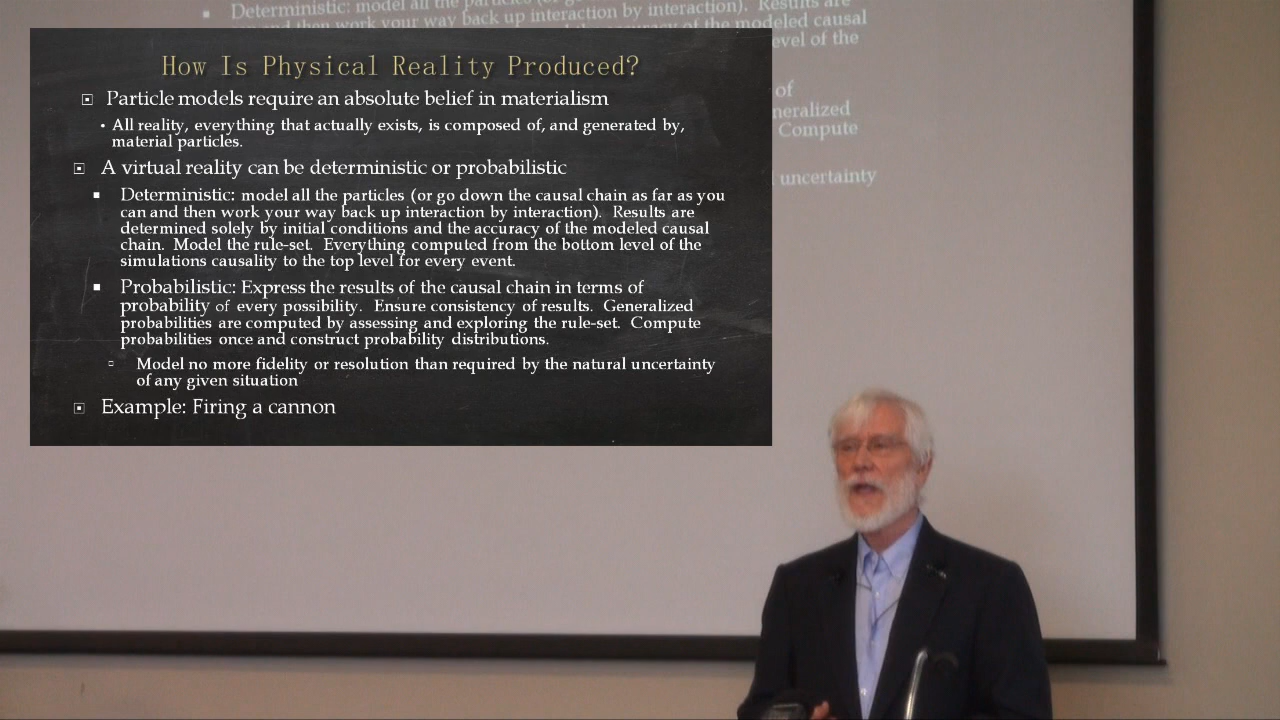 Deterministic: model all the particles (or go
interaction by interaction). Results are
can and then work your way back up
the accuracy of the modeled causal
level of the
of
neralized
Compute
uncertainty
How Is Physical Reality Produced?
Particle models require an absolute belief in materialism
All reality, everything that actually exists, is composed of, and generated by,
material particles.
A virtual reality can be deterministic or probabilistic
Deterministic: model all the particles (or go down the causal chain as far as you
can and then work your way back up interaction by interaction). Results are
determined solely by initial conditions and the accuracy of the modeled causal
chain. Model the rule-set. Everything computed from the bottom level of the
simulations causality to the top level for every event.
Probabilistic: Express the results of the causal chain in terms of
probability of every possibility. Ensure consistency of results. Generalized
probabilities are computed by assessing and exploring the rule-set. Compute
probabilities once and construct probability distributions.
Model no more fidelity or resolution than required by the natural uncertainty
of any given situation
Example: Firing a cannon